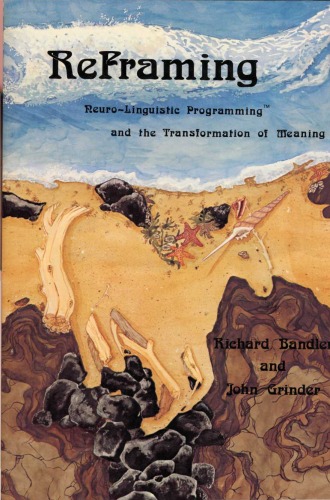 ReFraming
Neuro-Linguistic Programming™
and the Transformation of Meaning
Richard Bandler
and
John Grinder